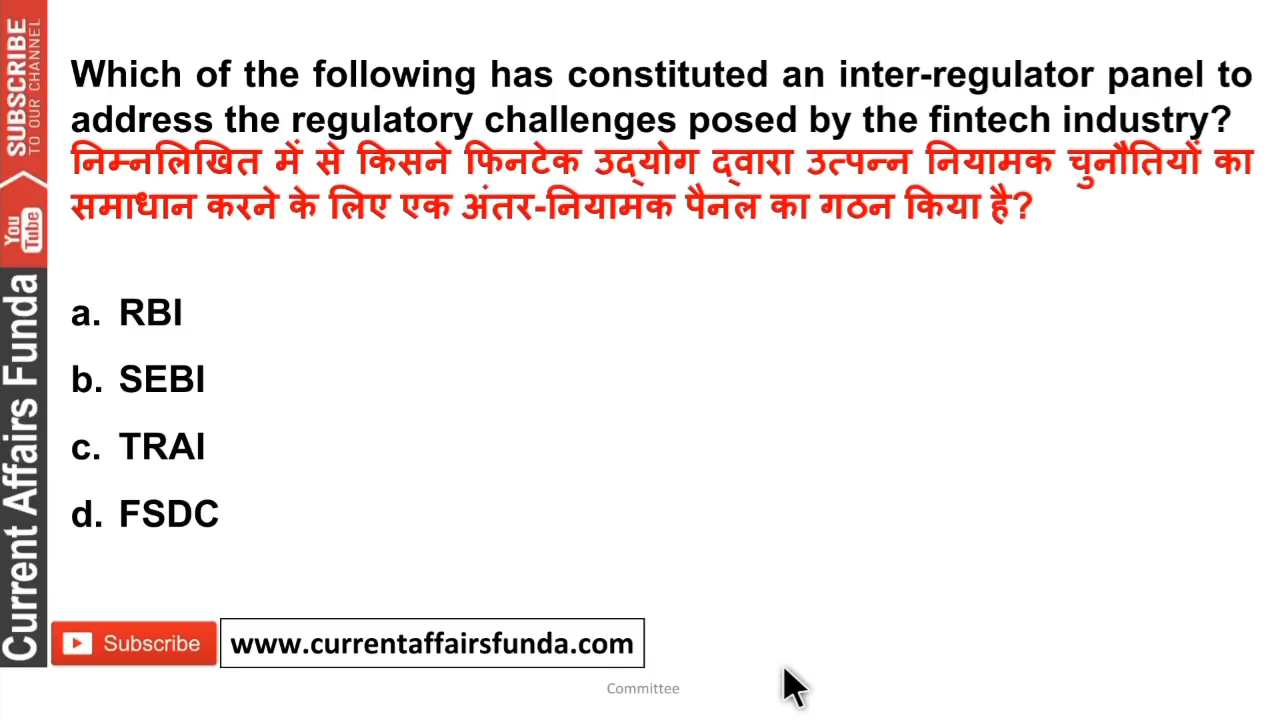 Which of the following has constituted an inter-regulator panel to
address the regulatory challenges posed by the fintech industry?
निम्नलिखित में से किसने फिनटेक उद्योग द्वारा उत्पन्न नियामक चुनौतियों का
समाधान करने के लिए एक अंतर-नियामक पैनल का गठन किया है?
a. RBI
b. SEBI
c. TRAI
d. FSDC
SUBSCRIBE
TO OUR CHANNEL
You
Tube
Current Affairs Funda
Subscribe
www.currentaffairsfunda.com
Committee